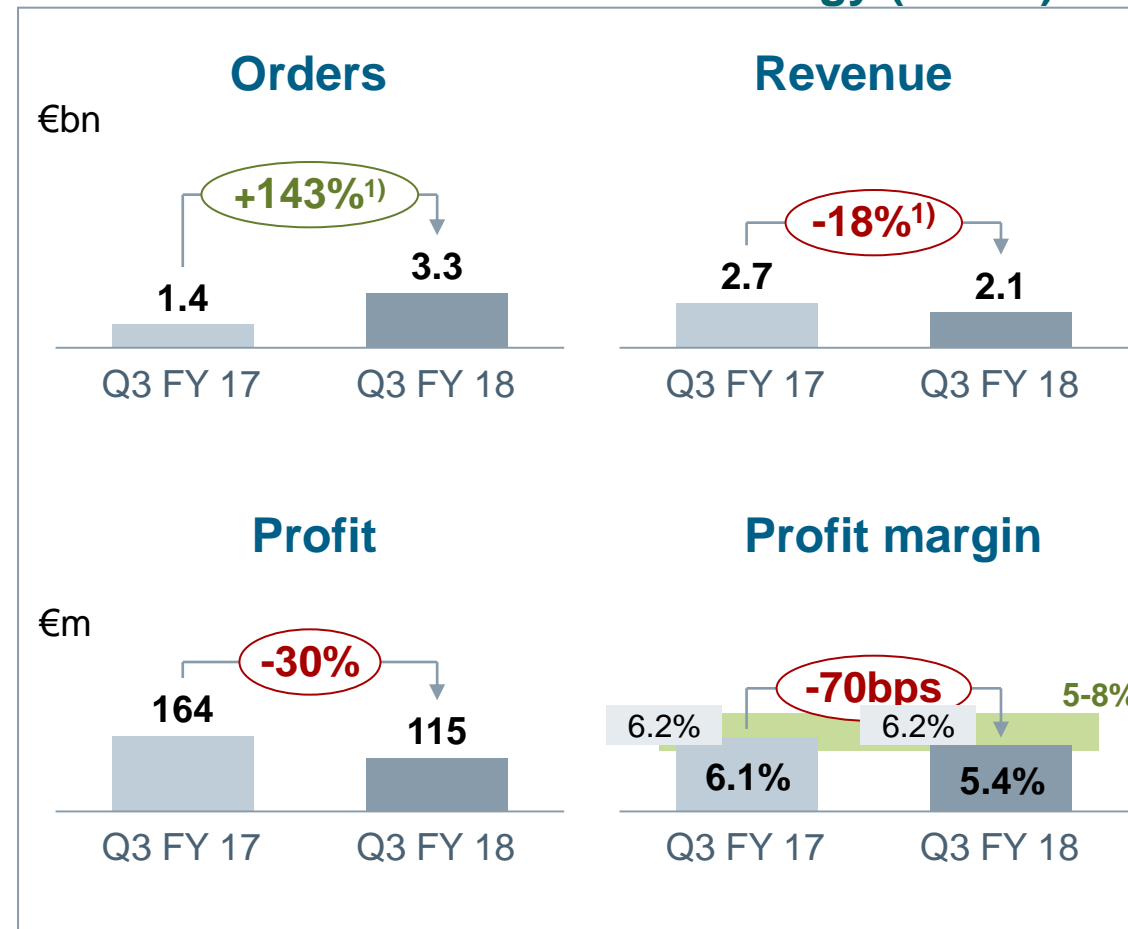 Orders
Revenue
€bn
+143%1)
-18%1)
3.3
1.4
2.7
2.1
Q3 FY 17
Q3 FY 18
Q3 FY 17
Q3 FY 18
Profit
Profit margin
€m
-30%
-70bps
5-8%
164
115
6.2%
6.2%
6.1%
5.4%
Q3 FY 17
Q3 FY 18
Q3 FY 17
Q3 FY 18